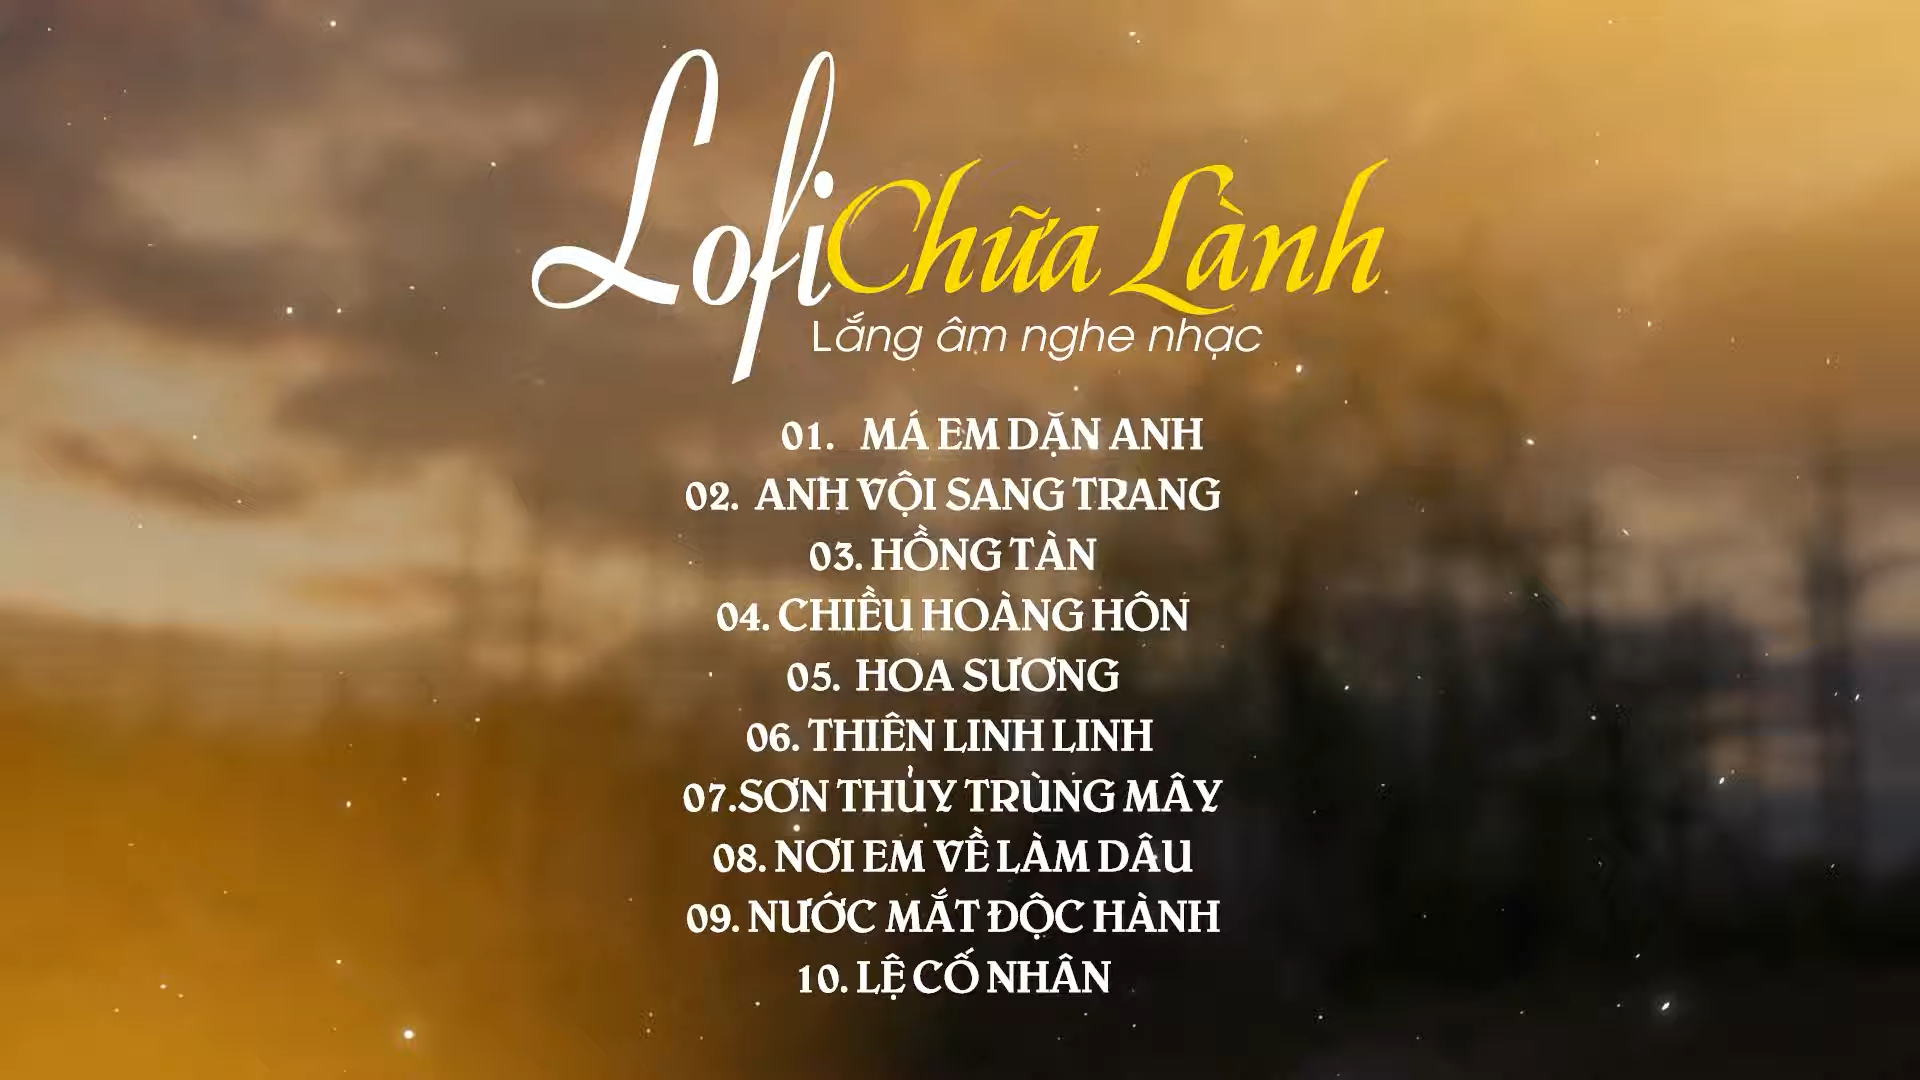 Lofi Chữa Lành
Lắng âm nghe nhạc
01. MÁ EM DẶN ANH
02. ANH VỘI SANG TRANG
03. HỒNG TÀN
04. CHIỀU HOÀNG HÔN
05. HOA SƯƠNG
06. THIÊN LINH LINH
07.SƠN THỦY TRÙNG MÂY
08. NƠI EM VỀ LÀM DÂU
09. NƯỚC MẮT ĐỘC HÀNH
10. LỆ CỐ NHÂN